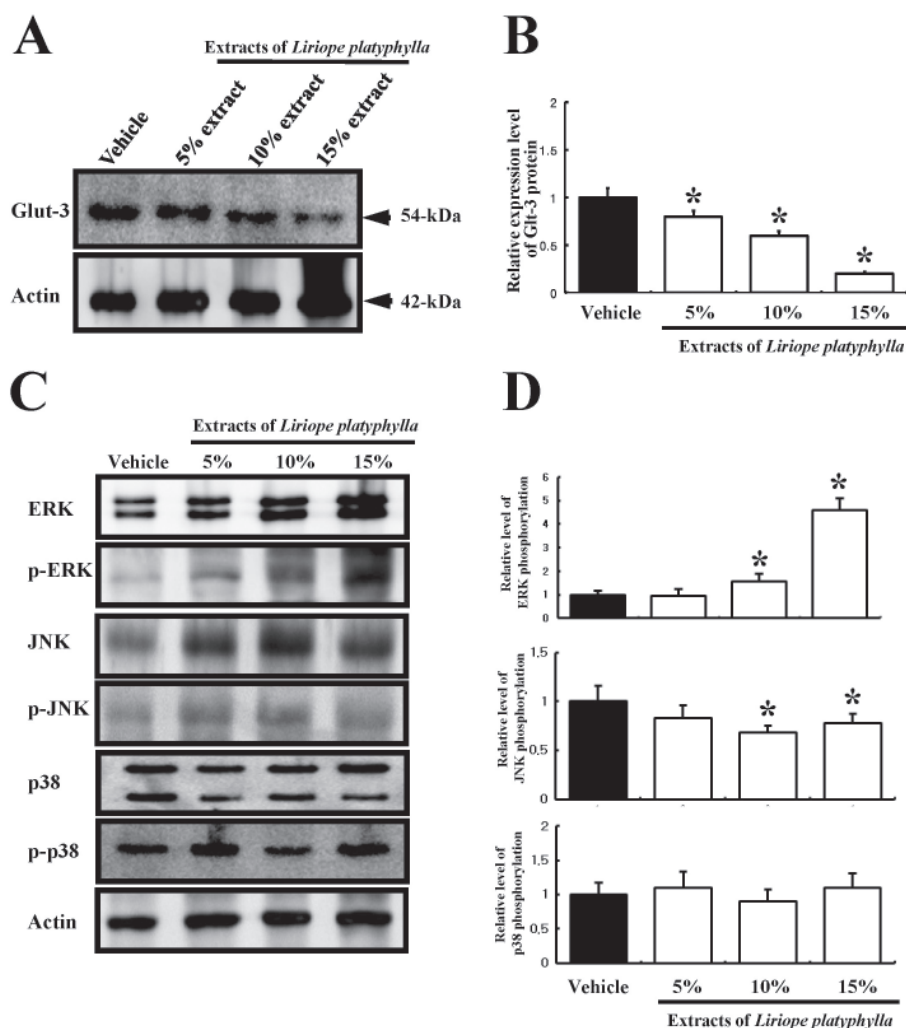 A
Extracts of Liriope platyphylla
Vehicle
5% extract
10% extract
15% extract
Glut-3
54-kDa
Actin
42-kDa
B
Relative expression level
of Glt-3 protein
2
1.5
1
0.5
0
*
*
*
Vehicle
5%
10%
15%
Extracts of Liriope platyphylla
C
Extracts of Liriope platyphylla
Vehicle
5%
10%
15%
ERK
p-ERK
JNK
p-JNK
p38
p-p38
Actin
D
Relative level of
ERK phosphorylation
6
5
4
3
2
1
0
*
*
Relative level of
JNK phosphorylation
1.5
1
0.5
0
*
*
Relative level of
p38 phosphorylation
2
1.5
1
0.5
0
Vehicle
5%
10%
15%
Extracts of Liriope platyphylla